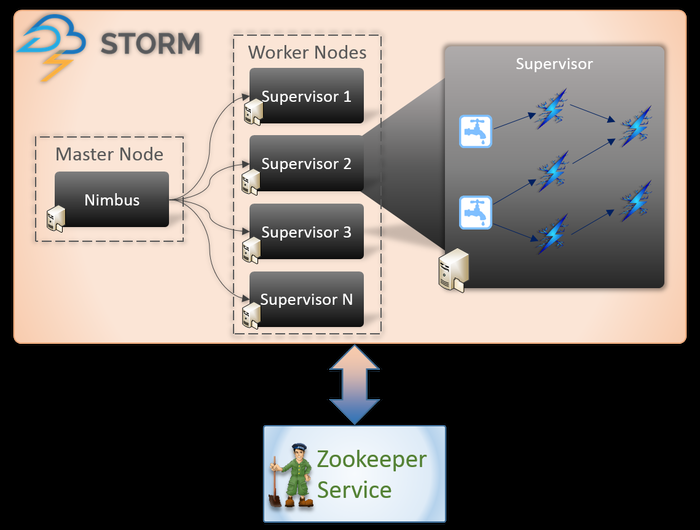 STORM
Master Node
Nimbus
Worker Nodes
Supervisor 1
Supervisor 2
Supervisor 3
Supervisor N
Supervisor
Zookeeper
Service